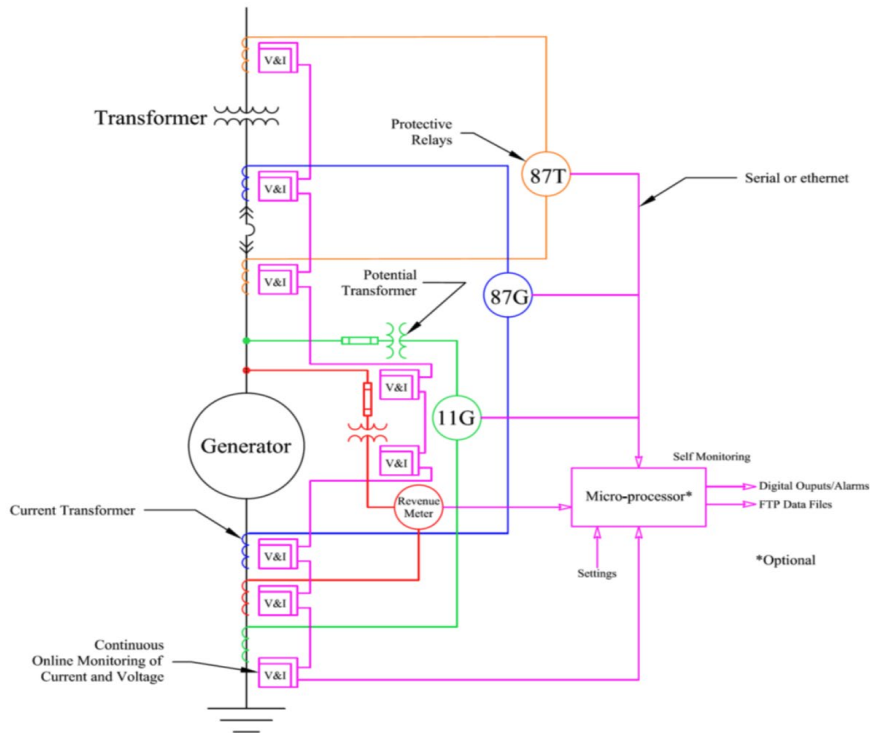 V&I
Transformer
Protective
Relays
87T
Serial or ethernet
V&I
V&I
Potential
Transformer
87G
V&I
11G
Generator
V&I
Self Monitoring
Micro-processor*
Digital Ouputs/Alarms
FTP Data Files
Revenue
Meter
Current Transformer
V&I
*Optional
Settings
V&I
Continuous
Online Monitoring of
Current and Voltage
V&I